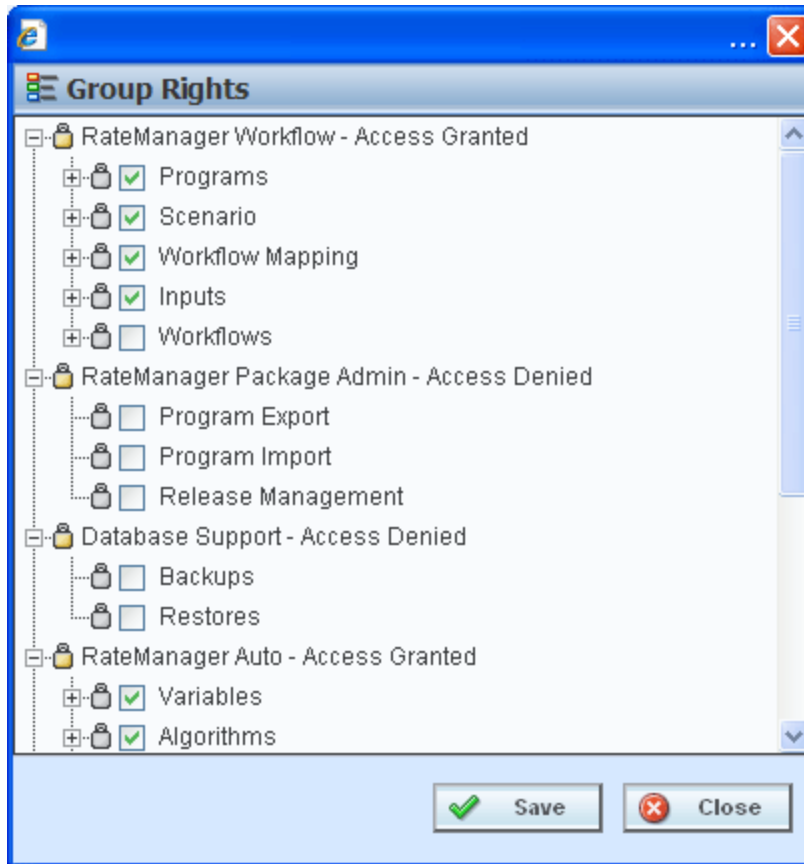 ...
Group Rights
RateManager Workflow - Access Granted
Programs
Scenario
Workflow Mapping
Inputs
Workflows
RateManager Package Admin - Access Denied
Program Export
Program Import
Release Management
Database Support - Access Denied
Backups
Restores
RateManager Auto - Access Granted
Variables
Algorithms
Save Close